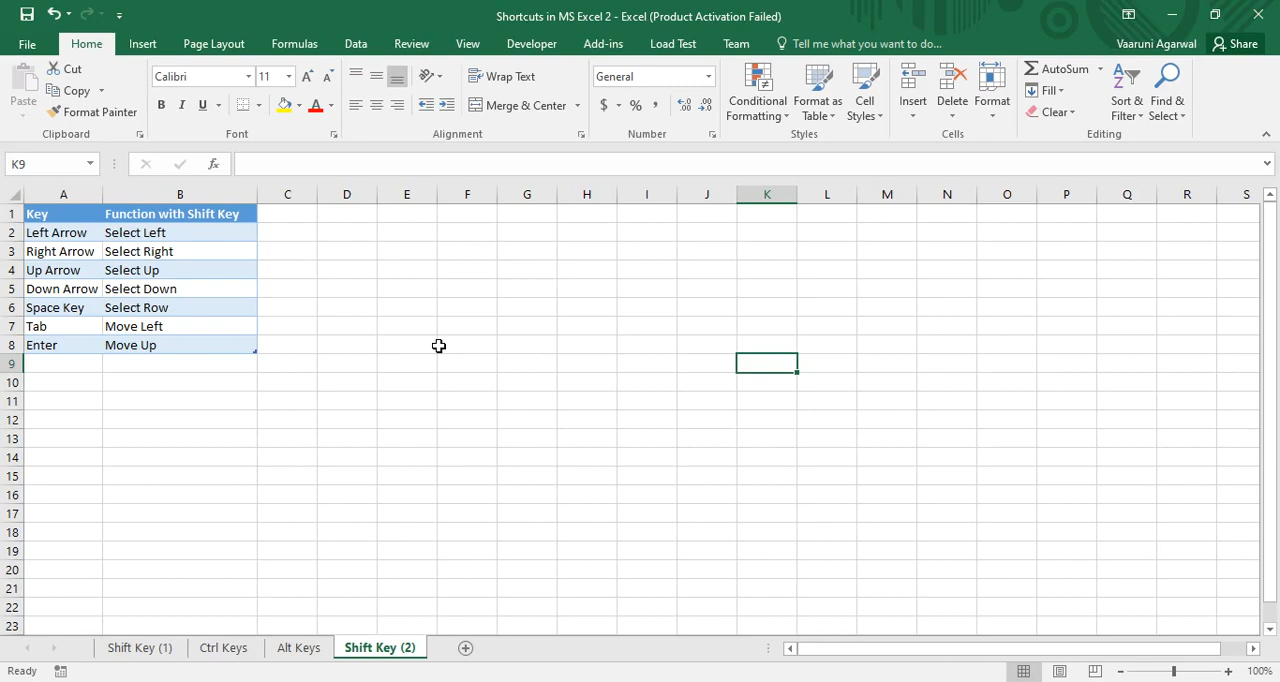 Shortcuts in MS Excel 2 - Excel (Product Activation Failed)
File Home Insert Page Layout Formulas Data Review View Developer Add-ins Load Test Team Tell me what you want to do... Vaaruni Agarwal Share
Paste
Cut
Copy
Format Painter
Clipboard
Calibri 11
B I U A
Font
Wrap Text
Merge & Center
Alignment
General
$ % ,
Number
Conditional
Formatting
Format as
Table
Cell
Styles
Styles
Insert
Delete
Format
Cells
AutoSum
Fill
Clear
Sort &
Filter
Find &
Select
Editing
K9 fx
A B C D E F G H I J K L M N O P Q R S
1 Key Function with Shift Key
2 Left Arrow Select Left
3 Right Arrow Select Right
4 Up Arrow Select Up
5 Down Arrow Select Down
6 Space Key Select Row
7 Tab Move Left
8 Enter Move Up
9
10
11
12
13
14
15
16
17
18
19
20
21
22
23
Shift Key (1) Ctrl Keys Alt Keys Shift Key (2)
Ready 100%